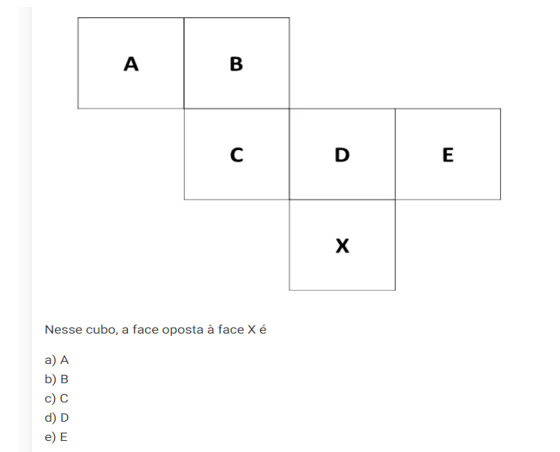 A B
C D E
X
Nesse cubo, a face oposta à face X é
a) A
b) B
c) C
d) D
e) E